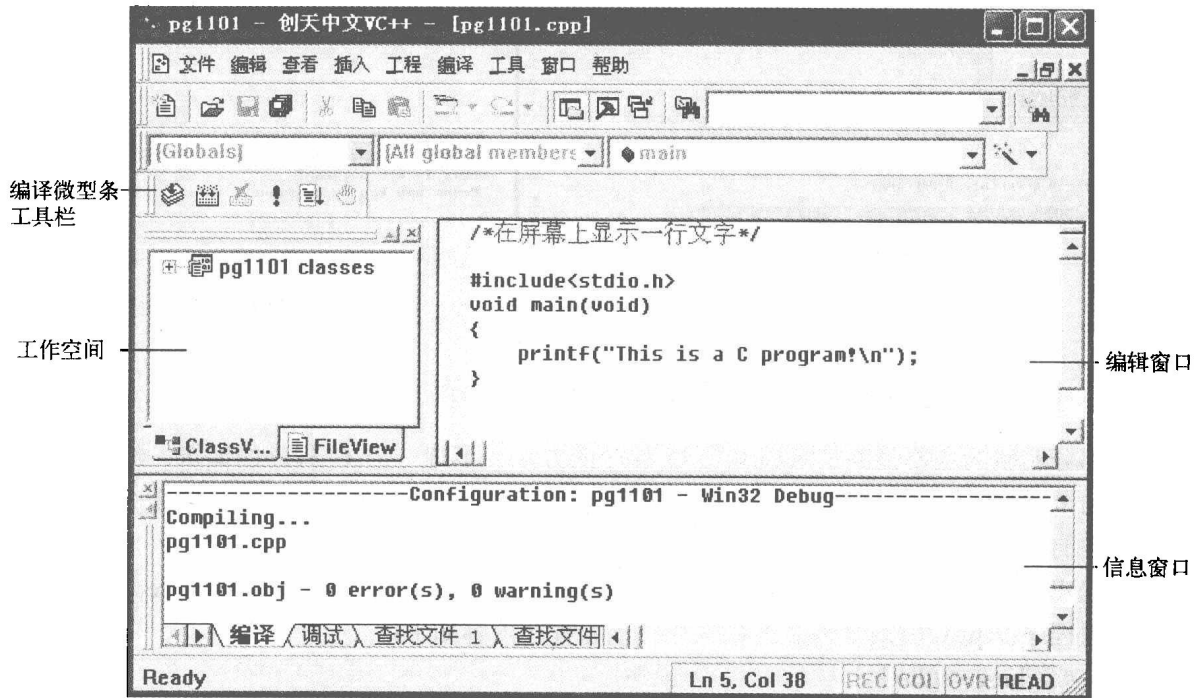 pg1101 - 创天中文VC++ - [pg1101.cpp]
文件 编辑 查看 插入 工程 编译 工具 窗口 帮助
(Globals) (All global members main
编译微型条
工具栏
/*在屏幕上显示一行文字*/
pg1101 classes
#include<stdio.h>
void main(void)
{
工作空间
printf("This is a C program!\n");
编辑窗口
}
ClassV... FileView
--------------------Configuration: pg1101 - Win32 Debug--------------------
Compiling...
pg1101.cpp
信息窗口
pg1101.obj - 0 error(s), 0 warning(s)
编译 调试 查找文件 1 查找文件
Ready Ln 5, Col 38 REC COL OVR READ